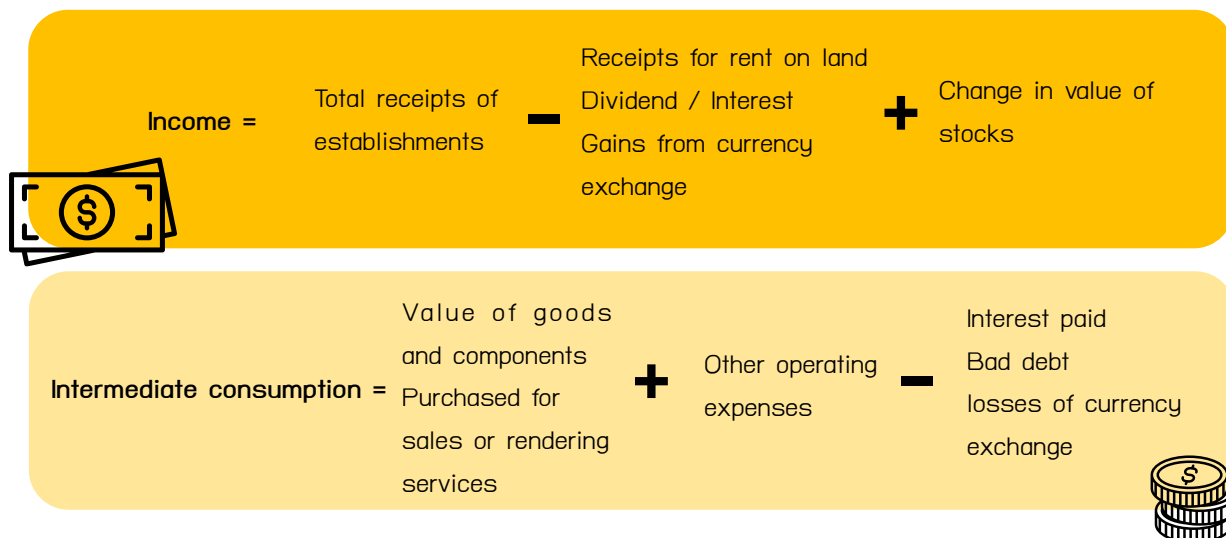 Income =
Total receipts of
establishments
−
Receipts for rent on land
Dividend / Interest
Gains from currency
exchange
+
Change in value of
stocks
$
Intermediate consumption =
Value of goods
and components
Purchased for
sales or rendering
services
+
Other operating
expenses
−
Interest paid
Bad debt
losses of currency
exchange
$